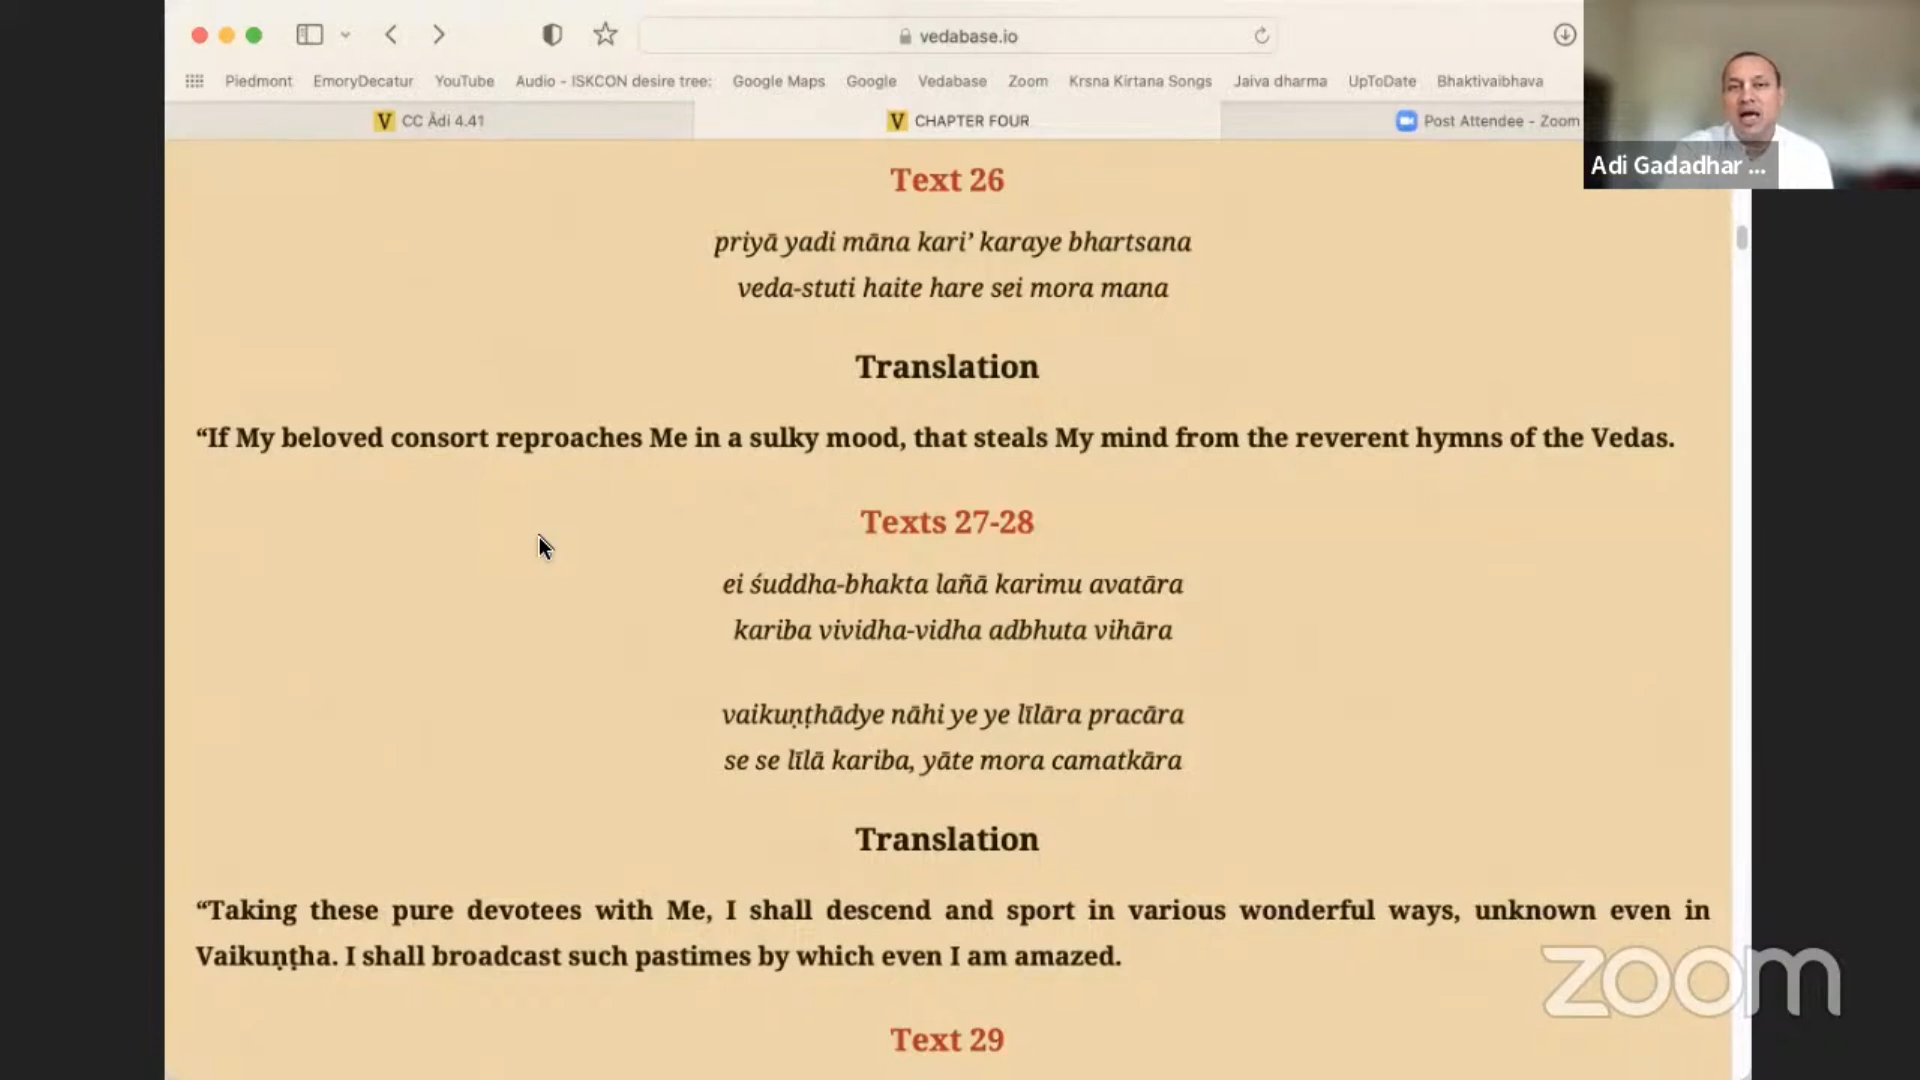 vedabase.io
Piedmont EmoryDecatur YouTube Audio - ISKCON desire tree: Google Maps Google Vedabase Zoom Krsna Kirtana Songs Jaiva dharma UpToDate Bhaktivaibhava
V CC Ādi 4.41 V CHAPTER FOUR Post Attendee - Zoom
Adi Gadadhar ...
Text 26
priyā yadi māna kari’ karaye bhartsana
veda-stuti haite hare sei mora mana
Translation
“If My beloved consort reproaches Me in a sulky mood, that steals My mind from the reverent hymns of the Vedas.
Texts 27-28
ei śuddha-bhakta lañā karimu avatāra
kariba vividha-vidha adbhuta vihāra
vaikuṇṭhādye nāhi ye ye līlāra pracāra
se se līlā kariba, yāte mora camatkāra
Translation
“Taking these pure devotees with Me, I shall descend and sport in various wonderful ways, unknown even in
Vaikuṇṭha. I shall broadcast such pastimes by which even I am amazed.
zoom
Text 29